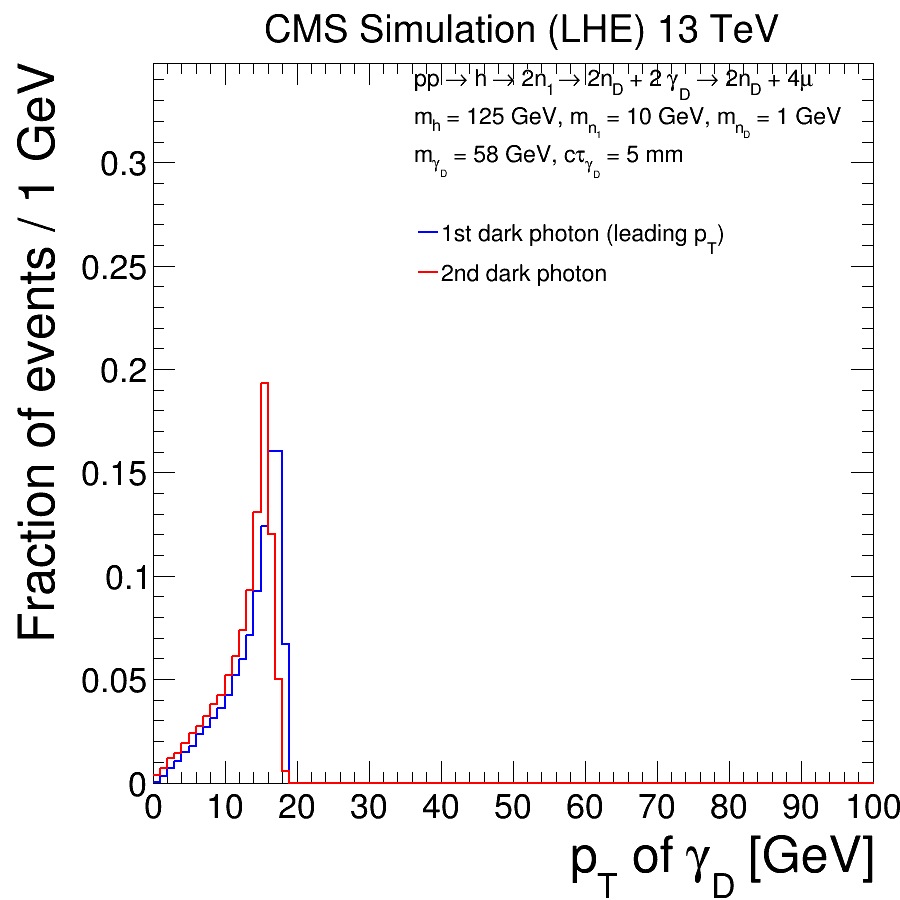 CMS Simulation (LHE) 13 TeV
pp → h → 2n1 → 2nD + 2 γD → 2nD + 4μ
mh = 125 GeV, mn1 = 10 GeV, mnD = 1 GeV
mγD = 58 GeV, cτγD = 5 mm
1st dark photon (leading pT)
2nd dark photon
Fraction of events / 1 GeV
0.3
0.25
0.2
0.15
0.1
0.05
0
0 10 20 30 40 50 60 70 80 90 100
pT of γD [GeV]